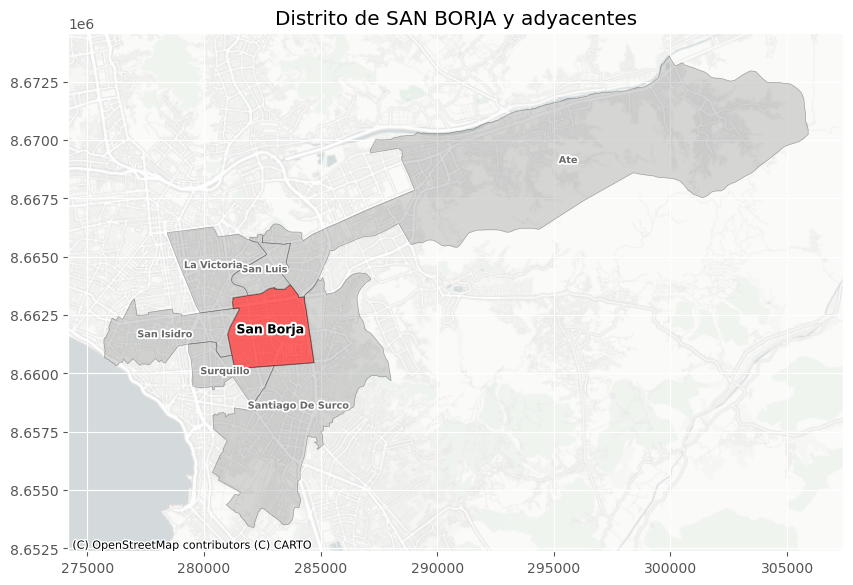 Distrito de SAN BORJA y adyacentes
1e6
8.6725
8.6700
8.6675
8.6650
8.6625
8.6600
8.6575
8.6550
8.6525
Ate
La Victoria
San Luis
San Isidro
San Borja
Surquillo
Santiago De Surco
(C) OpenStreetMap contributors (C) CARTO
275000 280000 285000 290000 295000 300000 305000